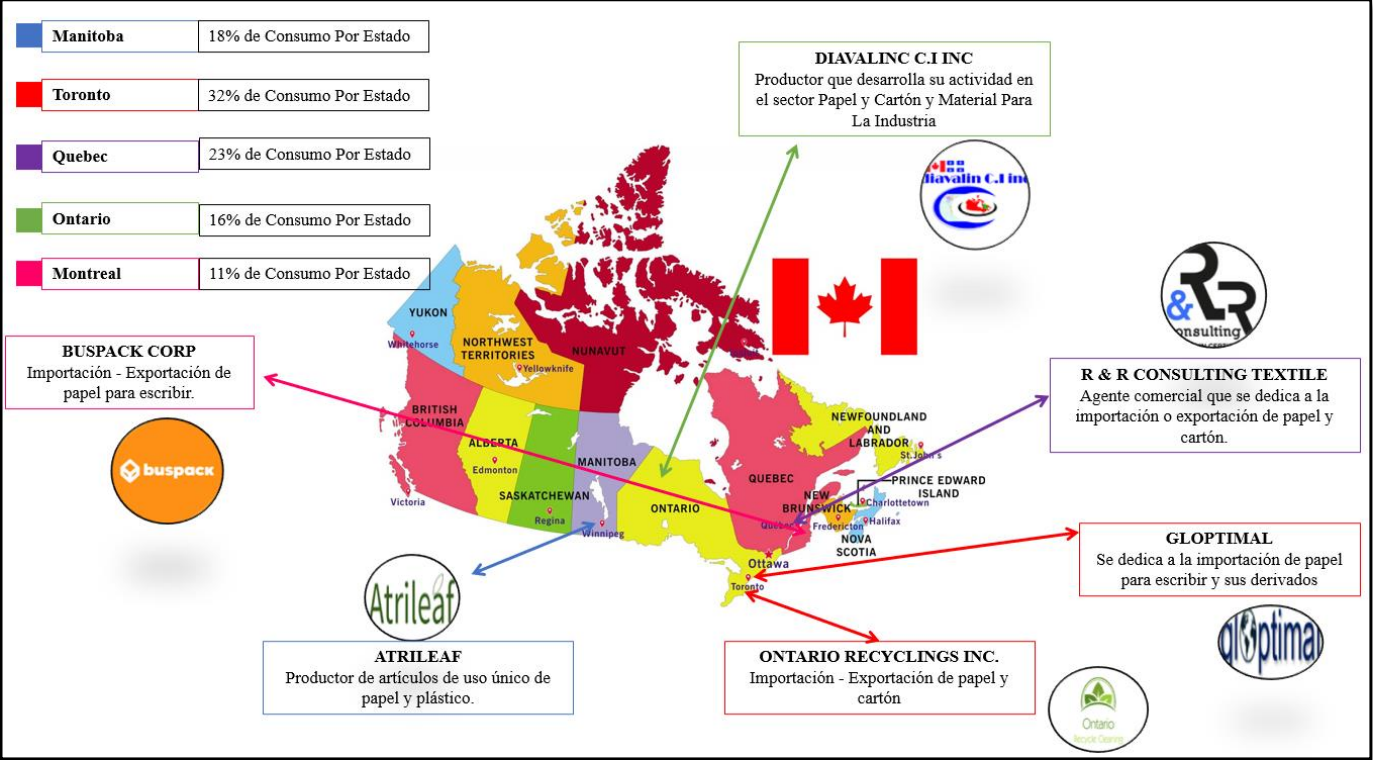 Manitoba
18% de Consumo Por Estado
Toronto
32% de Consumo Por Estado
Quebec
23% de Consumo Por Estado
Ontario
16% de Consumo Por Estado
Montreal
11% de Consumo Por Estado
DIAVALINC C.I INC
Productor que desarrolla su actividad en
el sector Papel y Cartón y Material Para
La Industria
diavalin C.I inc
R&R
onsulting
BUSPACK CORP
Importación - Exportación de
papel para escribir.
buspack
R & R CONSULTING TEXTILE
Agente comercial que se dedica a la
importación o exportación de papel y
cartón.
YUKON
Whitehorse
NORTHWEST
TERRITORIES
Yellowknife
NUNAVUT
BRITISH
COLUMBIA
Victoria
ALBERTA
Edmonton
SASKATCHEWAN
Regina
MANITOBA
Winnipeg
ONTARIO
QUEBEC
Quebec
NEWFOUNDLAND
AND
LABRADOR
St.John's
PRINCE EDWARD
ISLAND
Charlottetown
NEW
BRUNSWICK
Fredericton
Halifax
NOVA
SCOTIA
Ottawa
Toronto
GLOPTIMAL
Se dedica a la importación de papel
para escribir y sus derivados
gloptimal
Atrileaf
ATRILEAF
Productor de artículos de uso único de
papel y plástico.
ONTARIO RECYCLINGS INC.
Importación - Exportación de papel y
cartón
Ontario
Recycle Cleaning